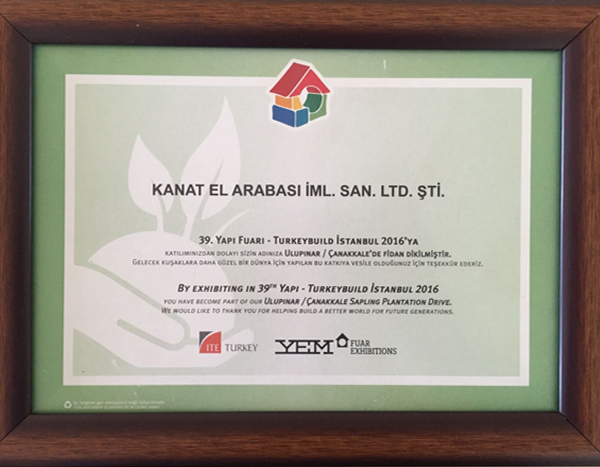 KANAT EL ARABASI İML. SAN. LTD. ŞTİ.
39. YAPI FUARI - TURKEYBUILD İSTANBUL 2016'YA
KATILIMINIZDAN DOLAYI SİZİN ADINIZA ULUPINAR / ÇANAKKALE'DE FİDAN DİKİLMİŞTİR.
GELECEK KUŞAKLARA DAHA GÜZEL BİR DÜNYA İÇİN YAPILAN BU KATKIYA VESİLE OLDUĞUNUZ İÇİN TEŞEKKÜR EDERİZ.
BY EXHIBITING IN 39TH YAPI - TURKEYBUILD İSTANBUL 2016
YOU HAVE BECOME PART OF OUR ULUPINAR / ÇANAKKALE SAPLING PLANTATION DRIVE.
WE WOULD LIKE TO THANK YOU FOR HELPING BUILD A BETTER WORLD FOR FUTURE GENERATIONS.
ITE TURKEY
YEM FUAR
EXHIBITIONS